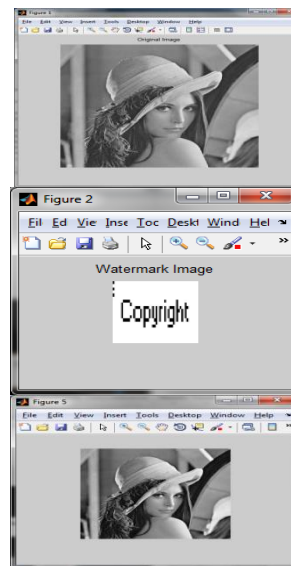 Figure 1
File Edit View Insert Tools Desktop Window Help
Original Image
Figure 2
Fil Ed Vie Inse Toc Deskt Wind Hel
Watermark Image
Copyright
Figure 5
File Edit View Insert Tools Desktop Window Help